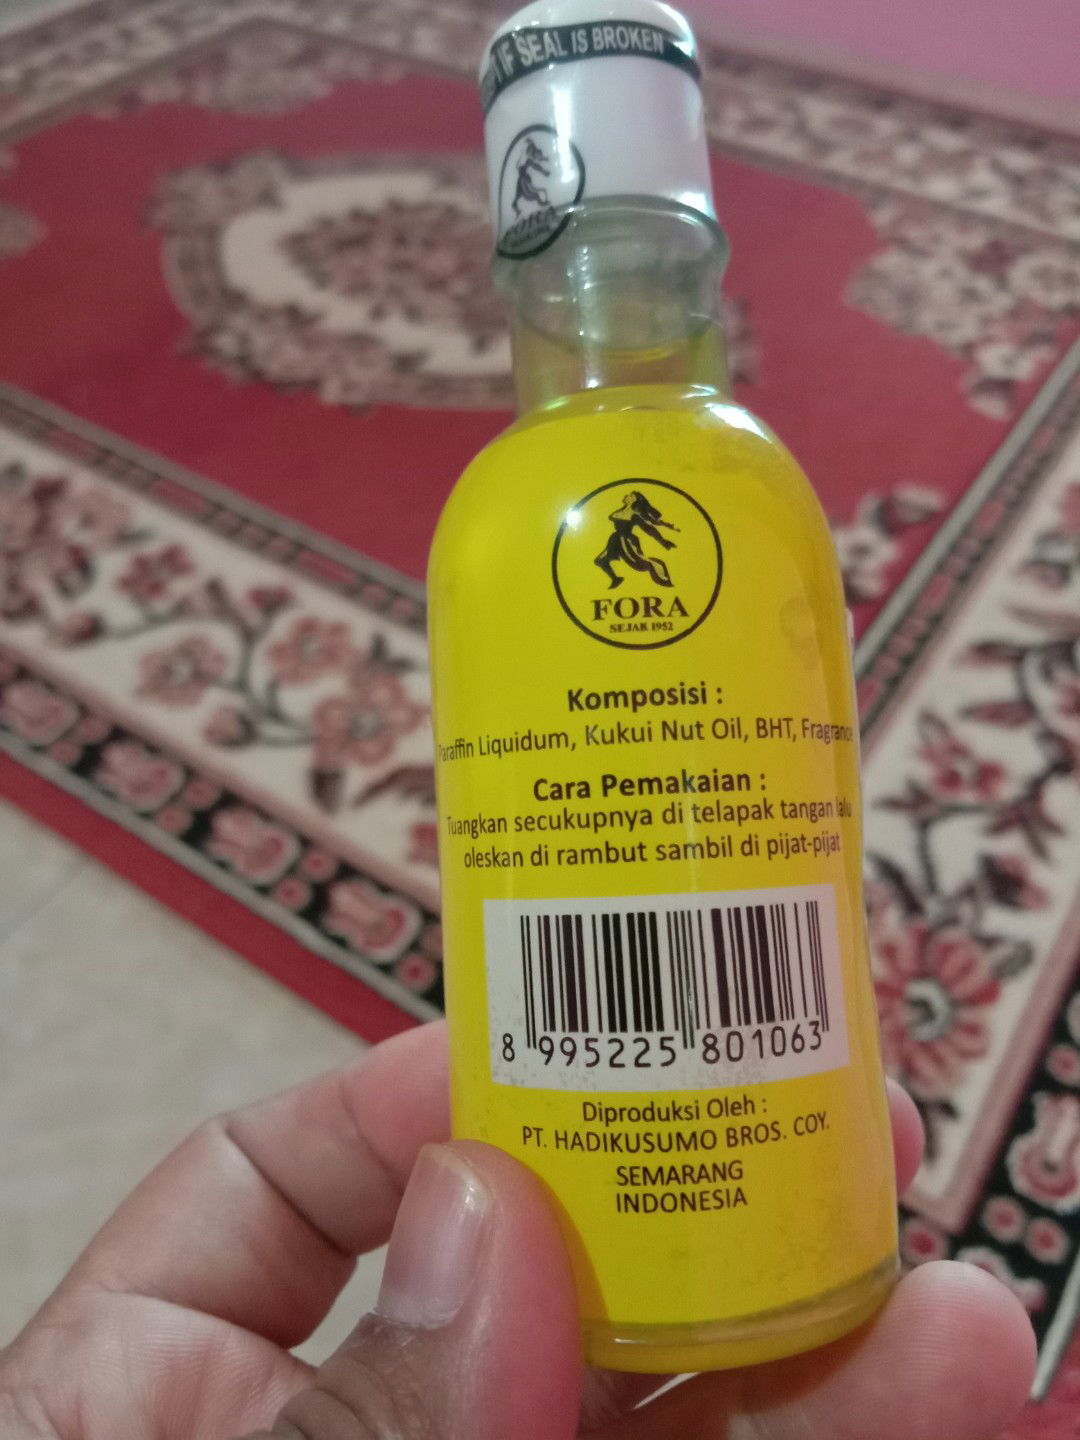 IF SEAL IS BROKEN
FORA
FORA
SEJAK 1952
Komposisi :
Paraffin Liquidum, Kukui Nut Oil, BHT, Fragrance
Cara Pemakaian :
Tuangkan secukupnya di telapak tangan lalu
oleskan di rambut sambil di pijat-pijat
8 995225 801063
Diproduksi Oleh :
PT. HADIKUSUMO BROS. COY.
SEMARANG
INDONESIA